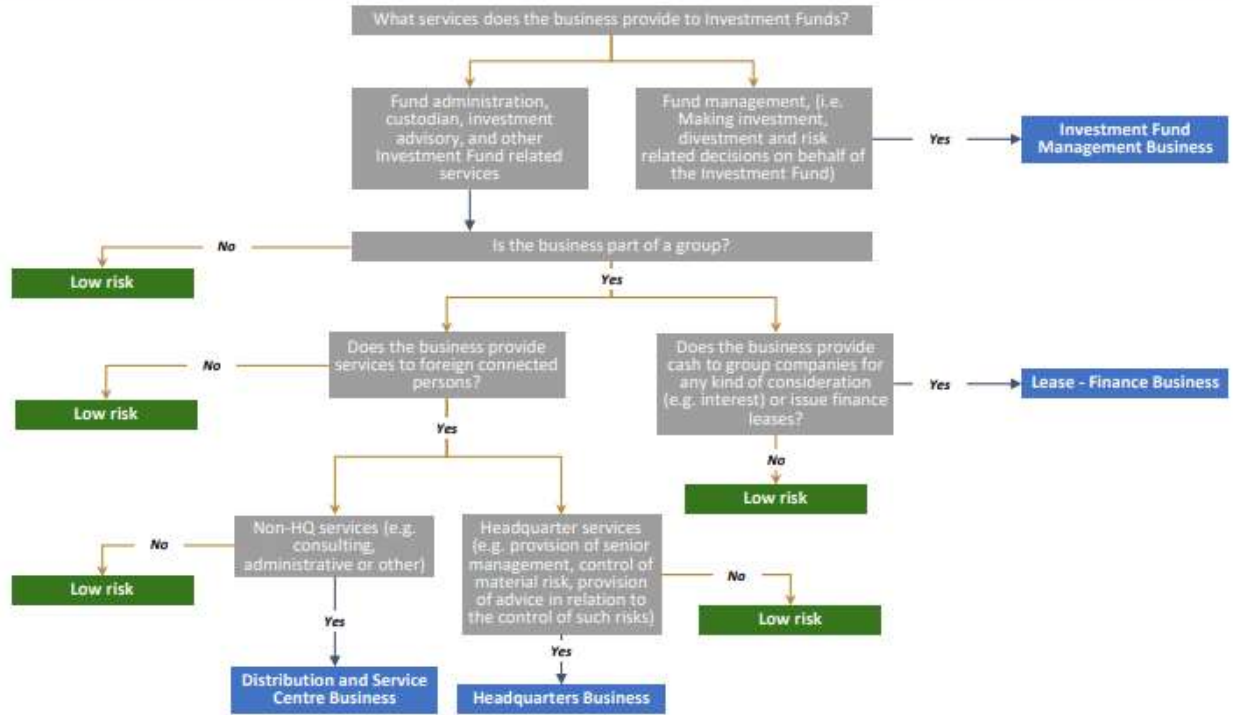 What services does the business provide to Investment Funds?
Fund administration,
custodian, investment
advisory, and other
Investment Fund related
services
Fund management, (i.e.
Making investment,
divestment and risk
related decisions on behalf of
the Investment Fund)
Yes
Investment Fund
Management Business
Is the business part of a group?
No
Low risk
Yes
Does the business provide
services to foreign connected
persons?
No
Low risk
Does the business provide
cash to group companies for
any kind of consideration
(e.g. interest) or issue finance
leases?
Yes
Lease - Finance Business
Yes
No
Low risk
Non-HQ services (e.g.
consulting,
administrative or other)
No
Low risk
Headquarter services
(e.g. provision of senior
management, control of
material risk, provision
of advice in relation to
the control of such risks)
No
Low risk
Yes
Distribution and Service
Centre Business
Yes
Headquarters Business